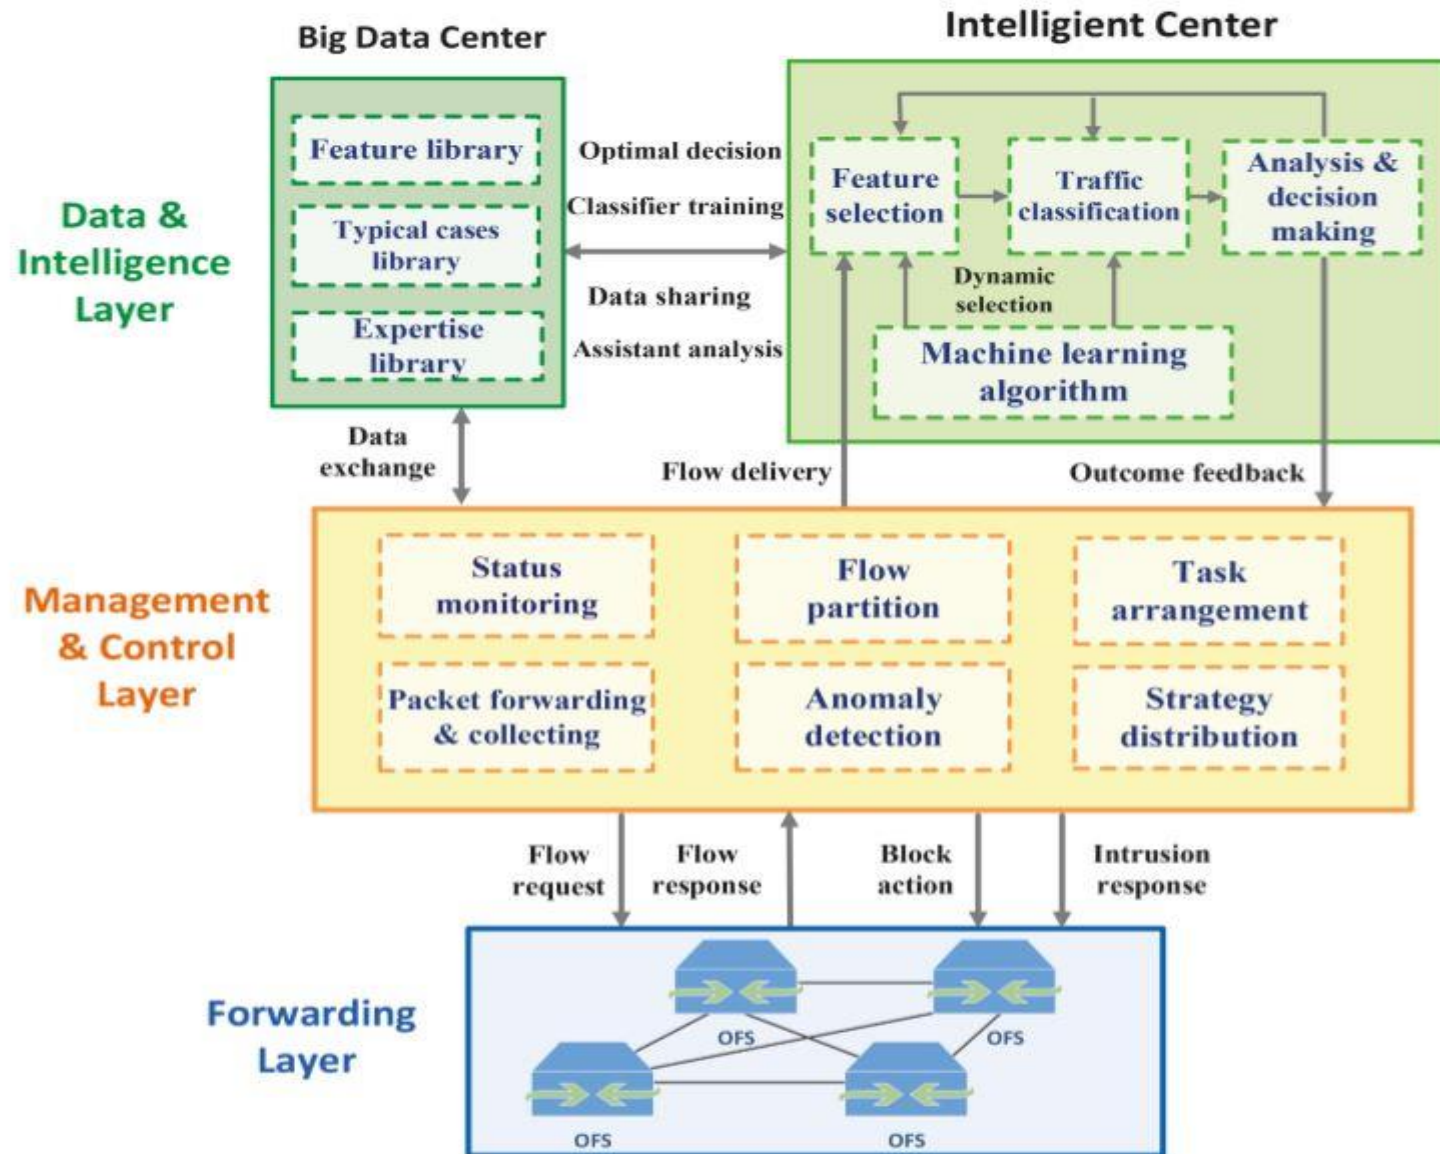 Big Data Center
Intelligient Center
Data &
Intelligence
Layer
Feature library
Typical cases
library
Expertise
library
Optimal decision
Classifier training
Data sharing
Assistant analysis
Feature
selection
Traffic
classification
Analysis &
decision
making
Dynamic
selection
Machine learning
algorithm
Data
exchange
Flow delivery
Outcome feedback
Management
& Control
Layer
Status
monitoring
Flow
partition
Task
arrangement
Packet forwarding
& collecting
Anomaly
detection
Strategy
distribution
Flow
request
Flow
response
Block
action
Intrusion
response
Forwarding
Layer
OFS
OFS
OFS
OFS